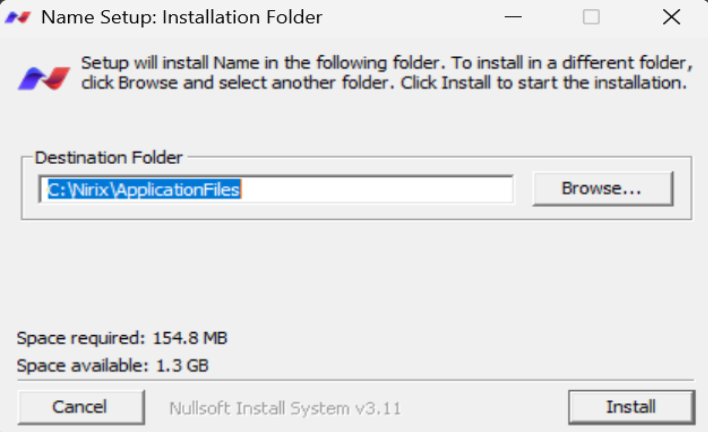 Name Setup: Installation Folder
Setup will install Name in the following folder. To install in a different folder,
click Browse and select another folder. Click Install to start the installation.
Destination Folder
C:\Nirix\ApplicationFiles
Browse...
Space required: 154.8 MB
Space available: 1.3 GB
Cancel
Nullsoft Install System v3.11
Install